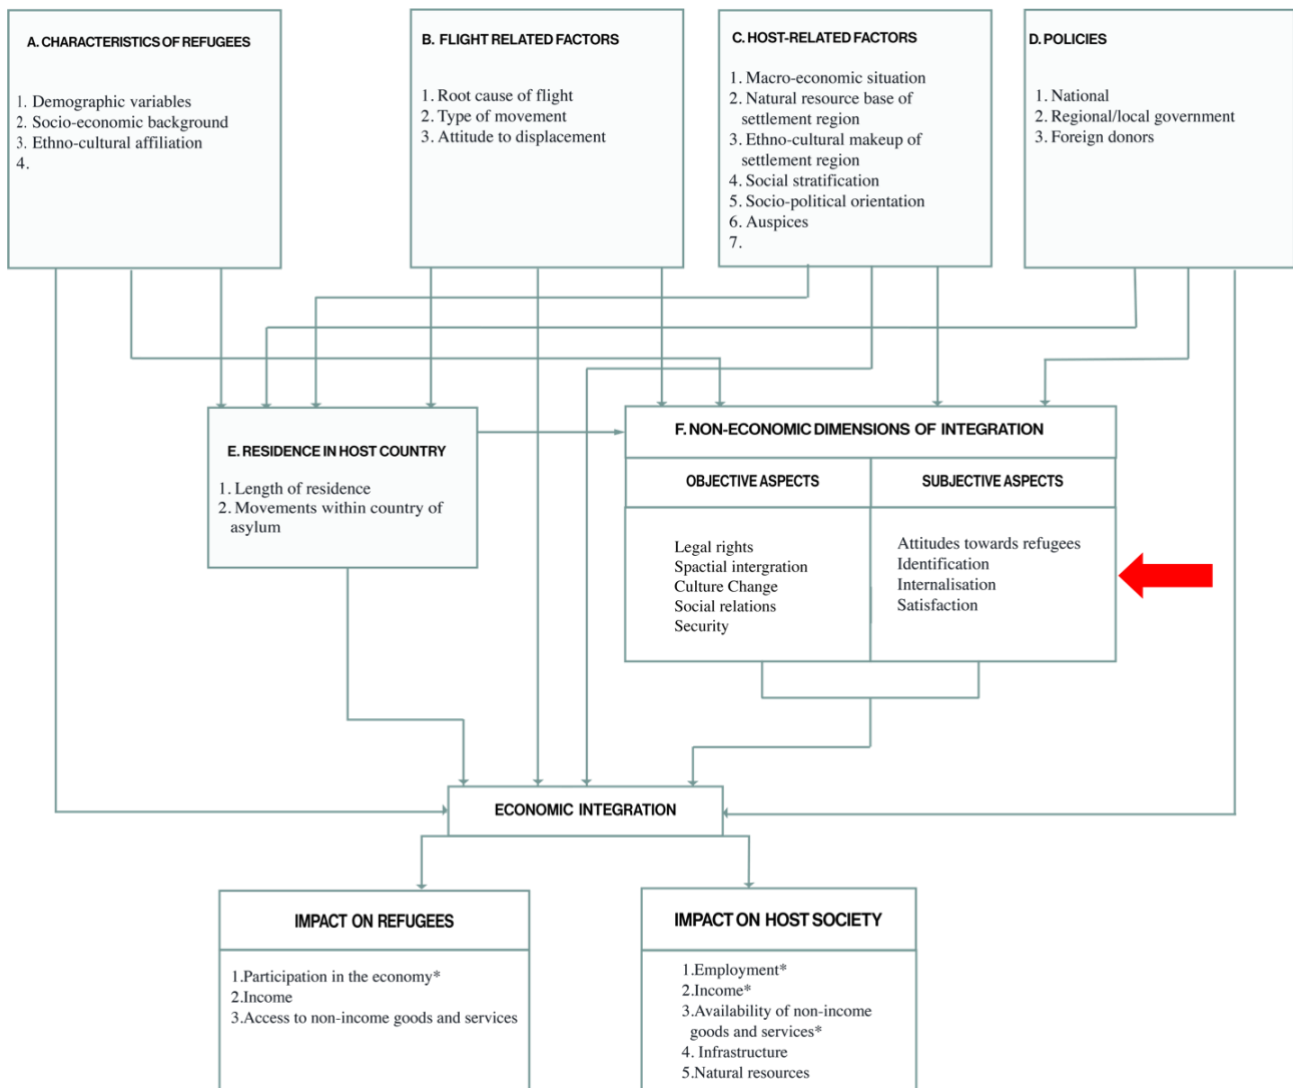 A. CHARACTERISTICS OF REFUGEES
1. Demographic variables
2. Socio-economic background
3. Ethno-cultural affiliation
4.
B. FLIGHT RELATED FACTORS
1. Root cause of flight
2. Type of movement
3. Attitude to displacement
C. HOST-RELATED FACTORS
1. Macro-economic situation
2. Natural resource base of
settlement region
3. Ethno-cultural makeup of
settlement region
4. Social stratification
5. Socio-political orientation
6. Auspices
7.
D. POLICIES
1. National
2. Regional/local government
3. Foreign donors
E. RESIDENCE IN HOST COUNTRY
1. Length of residence
2. Movements within country of
asylum
F. NON-ECONOMIC DIMENSIONS OF INTEGRATION
OBJECTIVE ASPECTS
Legal rights
Spactial intergration
Culture Change
Social relations
Security
SUBJECTIVE ASPECTS
Attitudes towards refugees
Identification
Internalisation
Satisfaction
ECONOMIC INTEGRATION
IMPACT ON REFUGEES
1.Participation in the economy*
2.Income
3.Access to non-income goods and services
IMPACT ON HOST SOCIETY
1.Employment*
2.Income*
3.Availability of non-income
goods and services*
4. Infrastructure
5.Natural resources